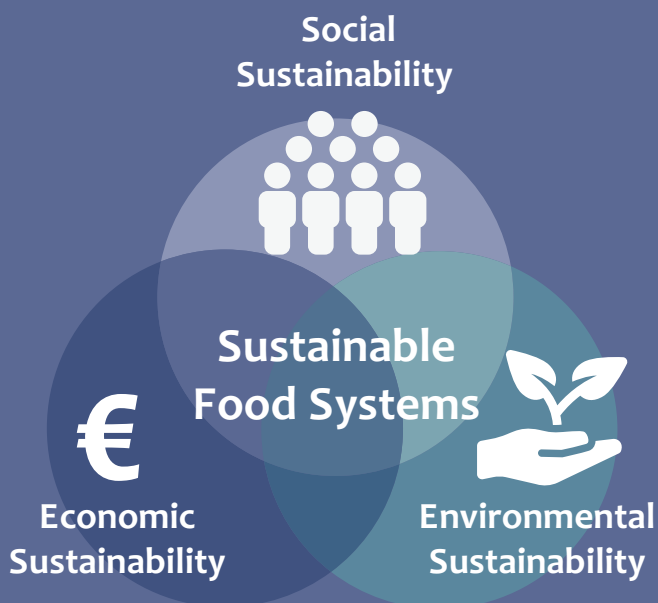 Social
Sustainability
Sustainable
Food Systems
€
Economic
Sustainability
Environmental
Sustainability